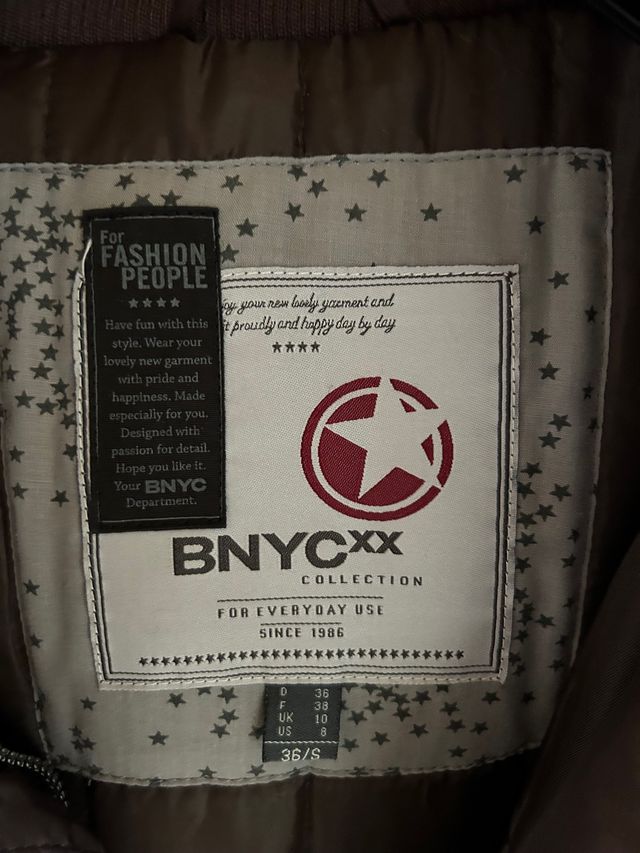 For
FASHION
PEOPLE
Have fun with this
style. Wear your
lovely new garment
with pride and
happiness. Made
especially for you.
Designed with
passion for detail.
Hope you like it.
Your BNYC
Department.
your new lovely garment and
proudly and happy day by day
BNYCXX
COLLECTION
FOR EVERYDAY USE
SINCE 1986
D 36
F 38
UK 10
US 8
36/S